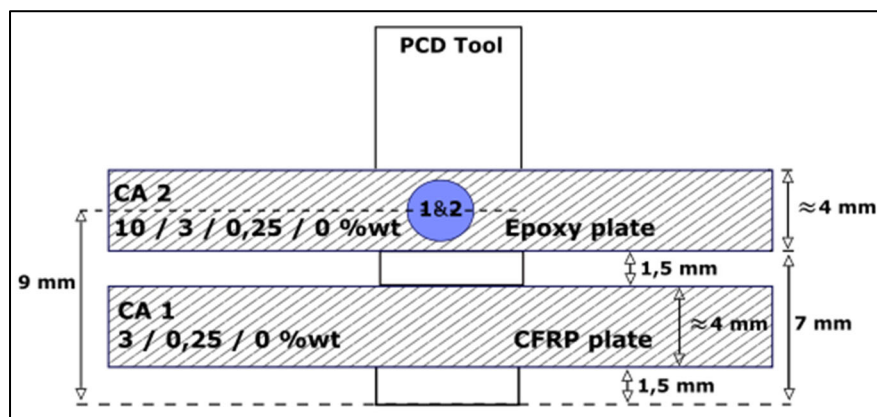 PCD Tool
CA 2
1&2
≈4 mm
10 / 3 / 0,25 / 0 %wt
Epoxy plate
9 mm
1,5 mm
CA 1
≈4 mm
7 mm
3 / 0,25 / 0 %wt
CFRP plate
1,5 mm